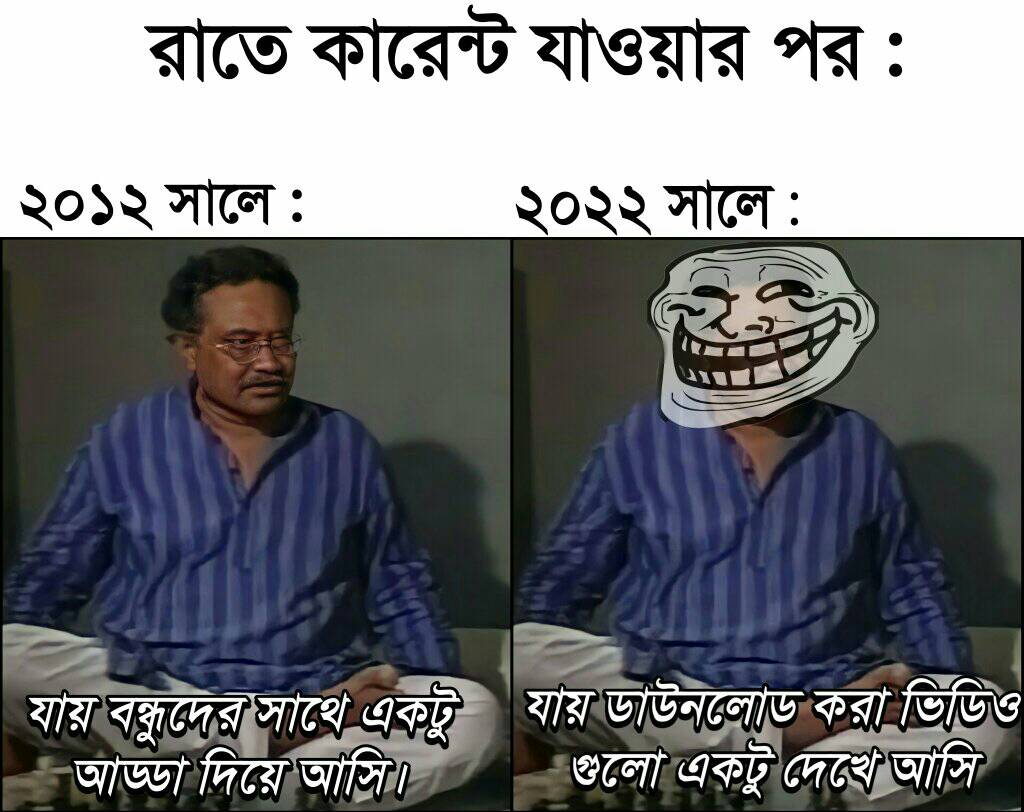 রাতে কারেন্ট যাওয়ার পর :
২০১২ সালে :
২০২২ সালে :
যায় বন্ধুদের সাথে একটু
আড্ডা দিয়ে আসি।
যায় ডাউনলোড করা ভিডিও
গুলো একটু দেখে আসি